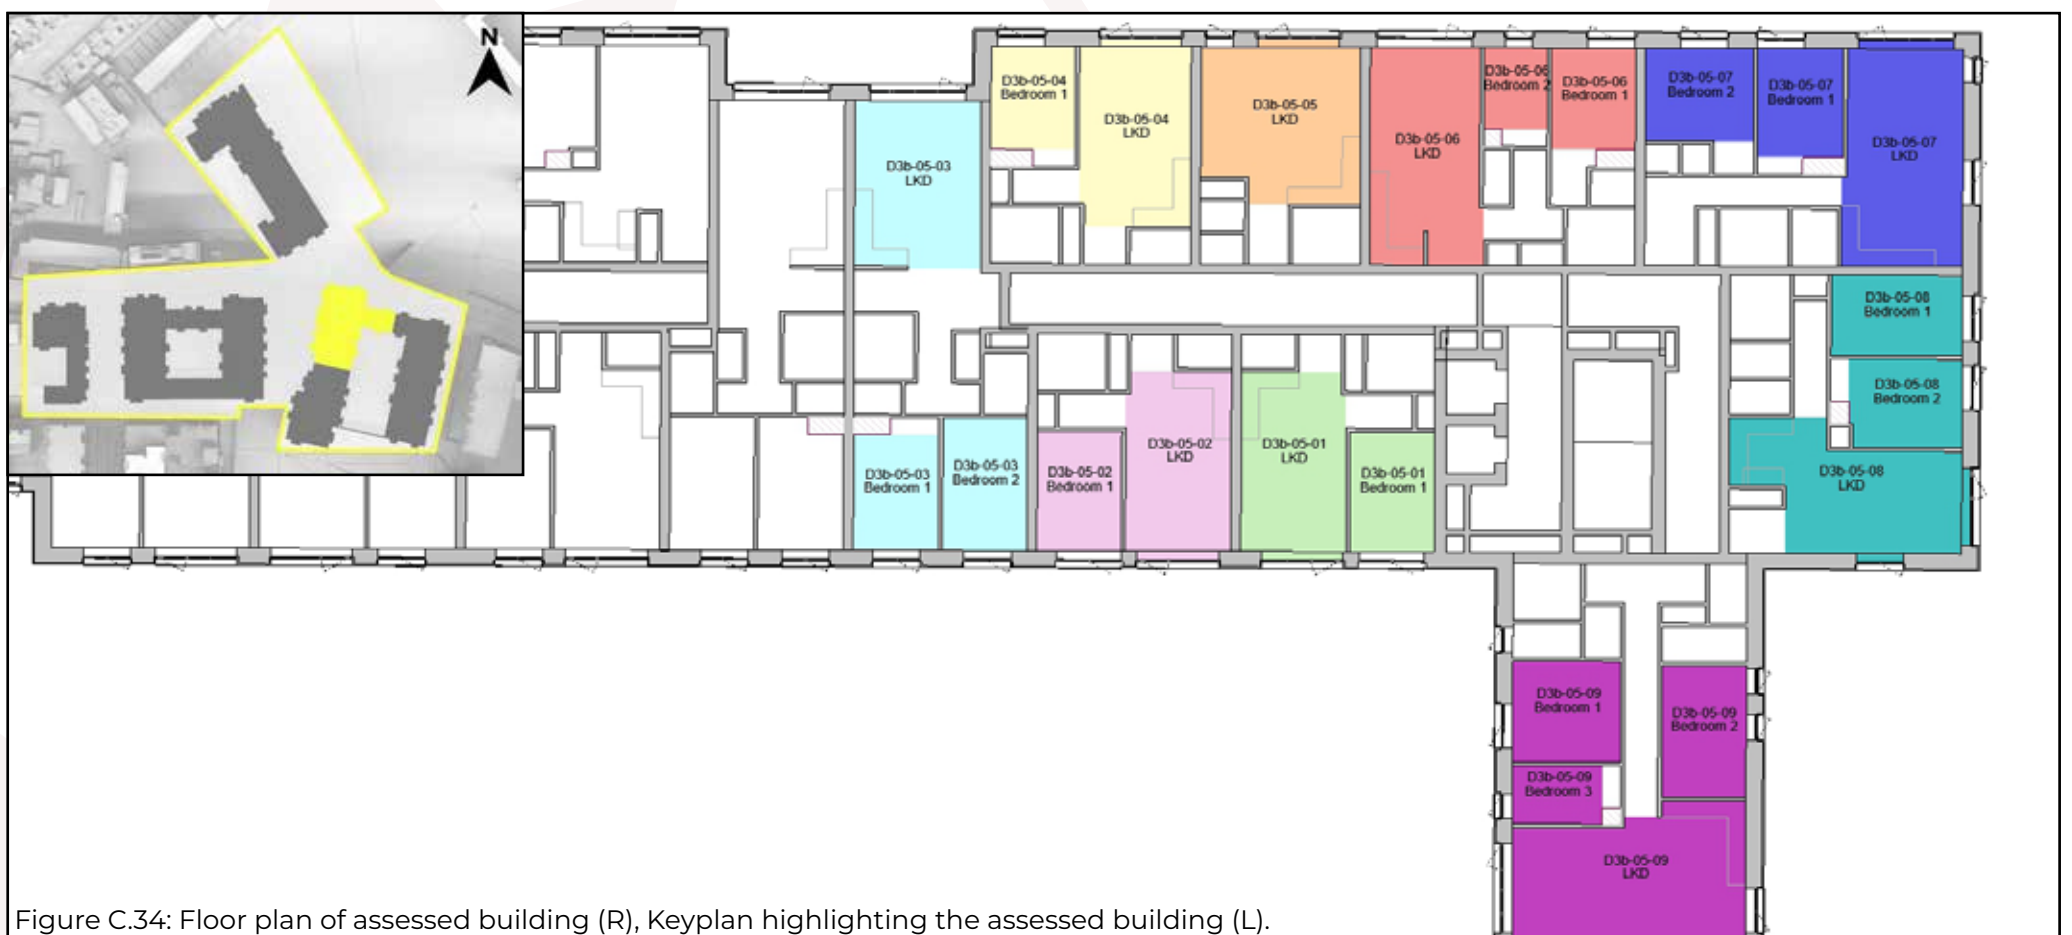 N
D3b-05-04
Bedroom 1
D3b-05-04
LKD
D3b-05-05
LKD
D3b-05-06
LKD
D3b-05-06
Bedroom 2
D3b-05-06
Bedroom 1
D3b-05-07
Bedroom 2
D3b-05-07
Bedroom 1
D3b-05-07
LKD
D3b-05-03
LKD
D3b-05-08
Bedroom 1
D3b-05-08
Bedroom 2
D3b-05-08
LKD
D3b-05-03
Bedroom 1
D3b-05-03
Bedroom 2
D3b-05-02
Bedroom 1
D3b-05-02
LKD
D3b-05-01
LKD
D3b-05-01
Bedroom 1
D3b-05-09
Bedroom 1
D3b-05-09
Bedroom 2
D3b-05-09
Bedroom 3
D3b-05-09
LKD
Figure C.34: Floor plan of assessed building (R), Keyplan highlighting the assessed building (L).